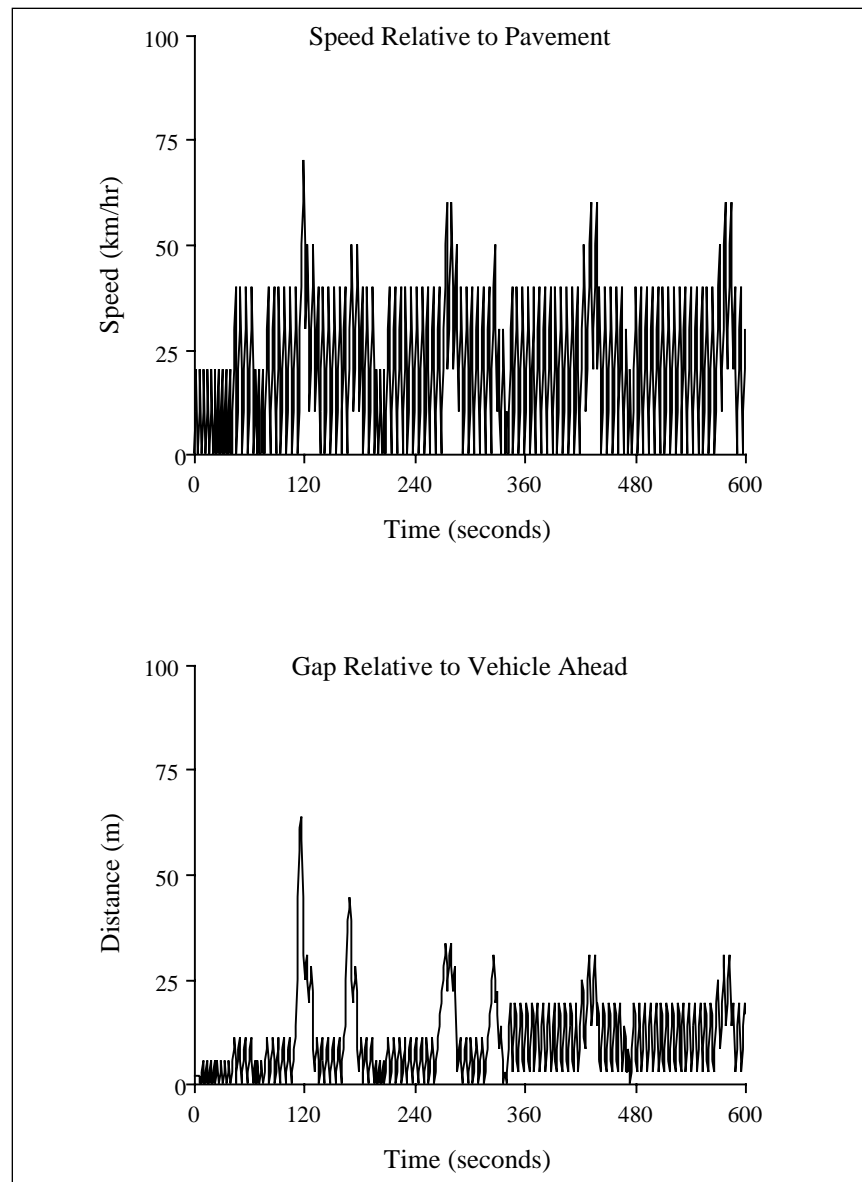 Speed Relative to Pavement
100
75
50
25
0
Speed (km/hr)
0 120 240 360 480 600
Time (seconds)
Gap Relative to Vehicle Ahead
100
75
50
25
0
Distance (m)
0 120 240 360 480 600
Time (seconds)